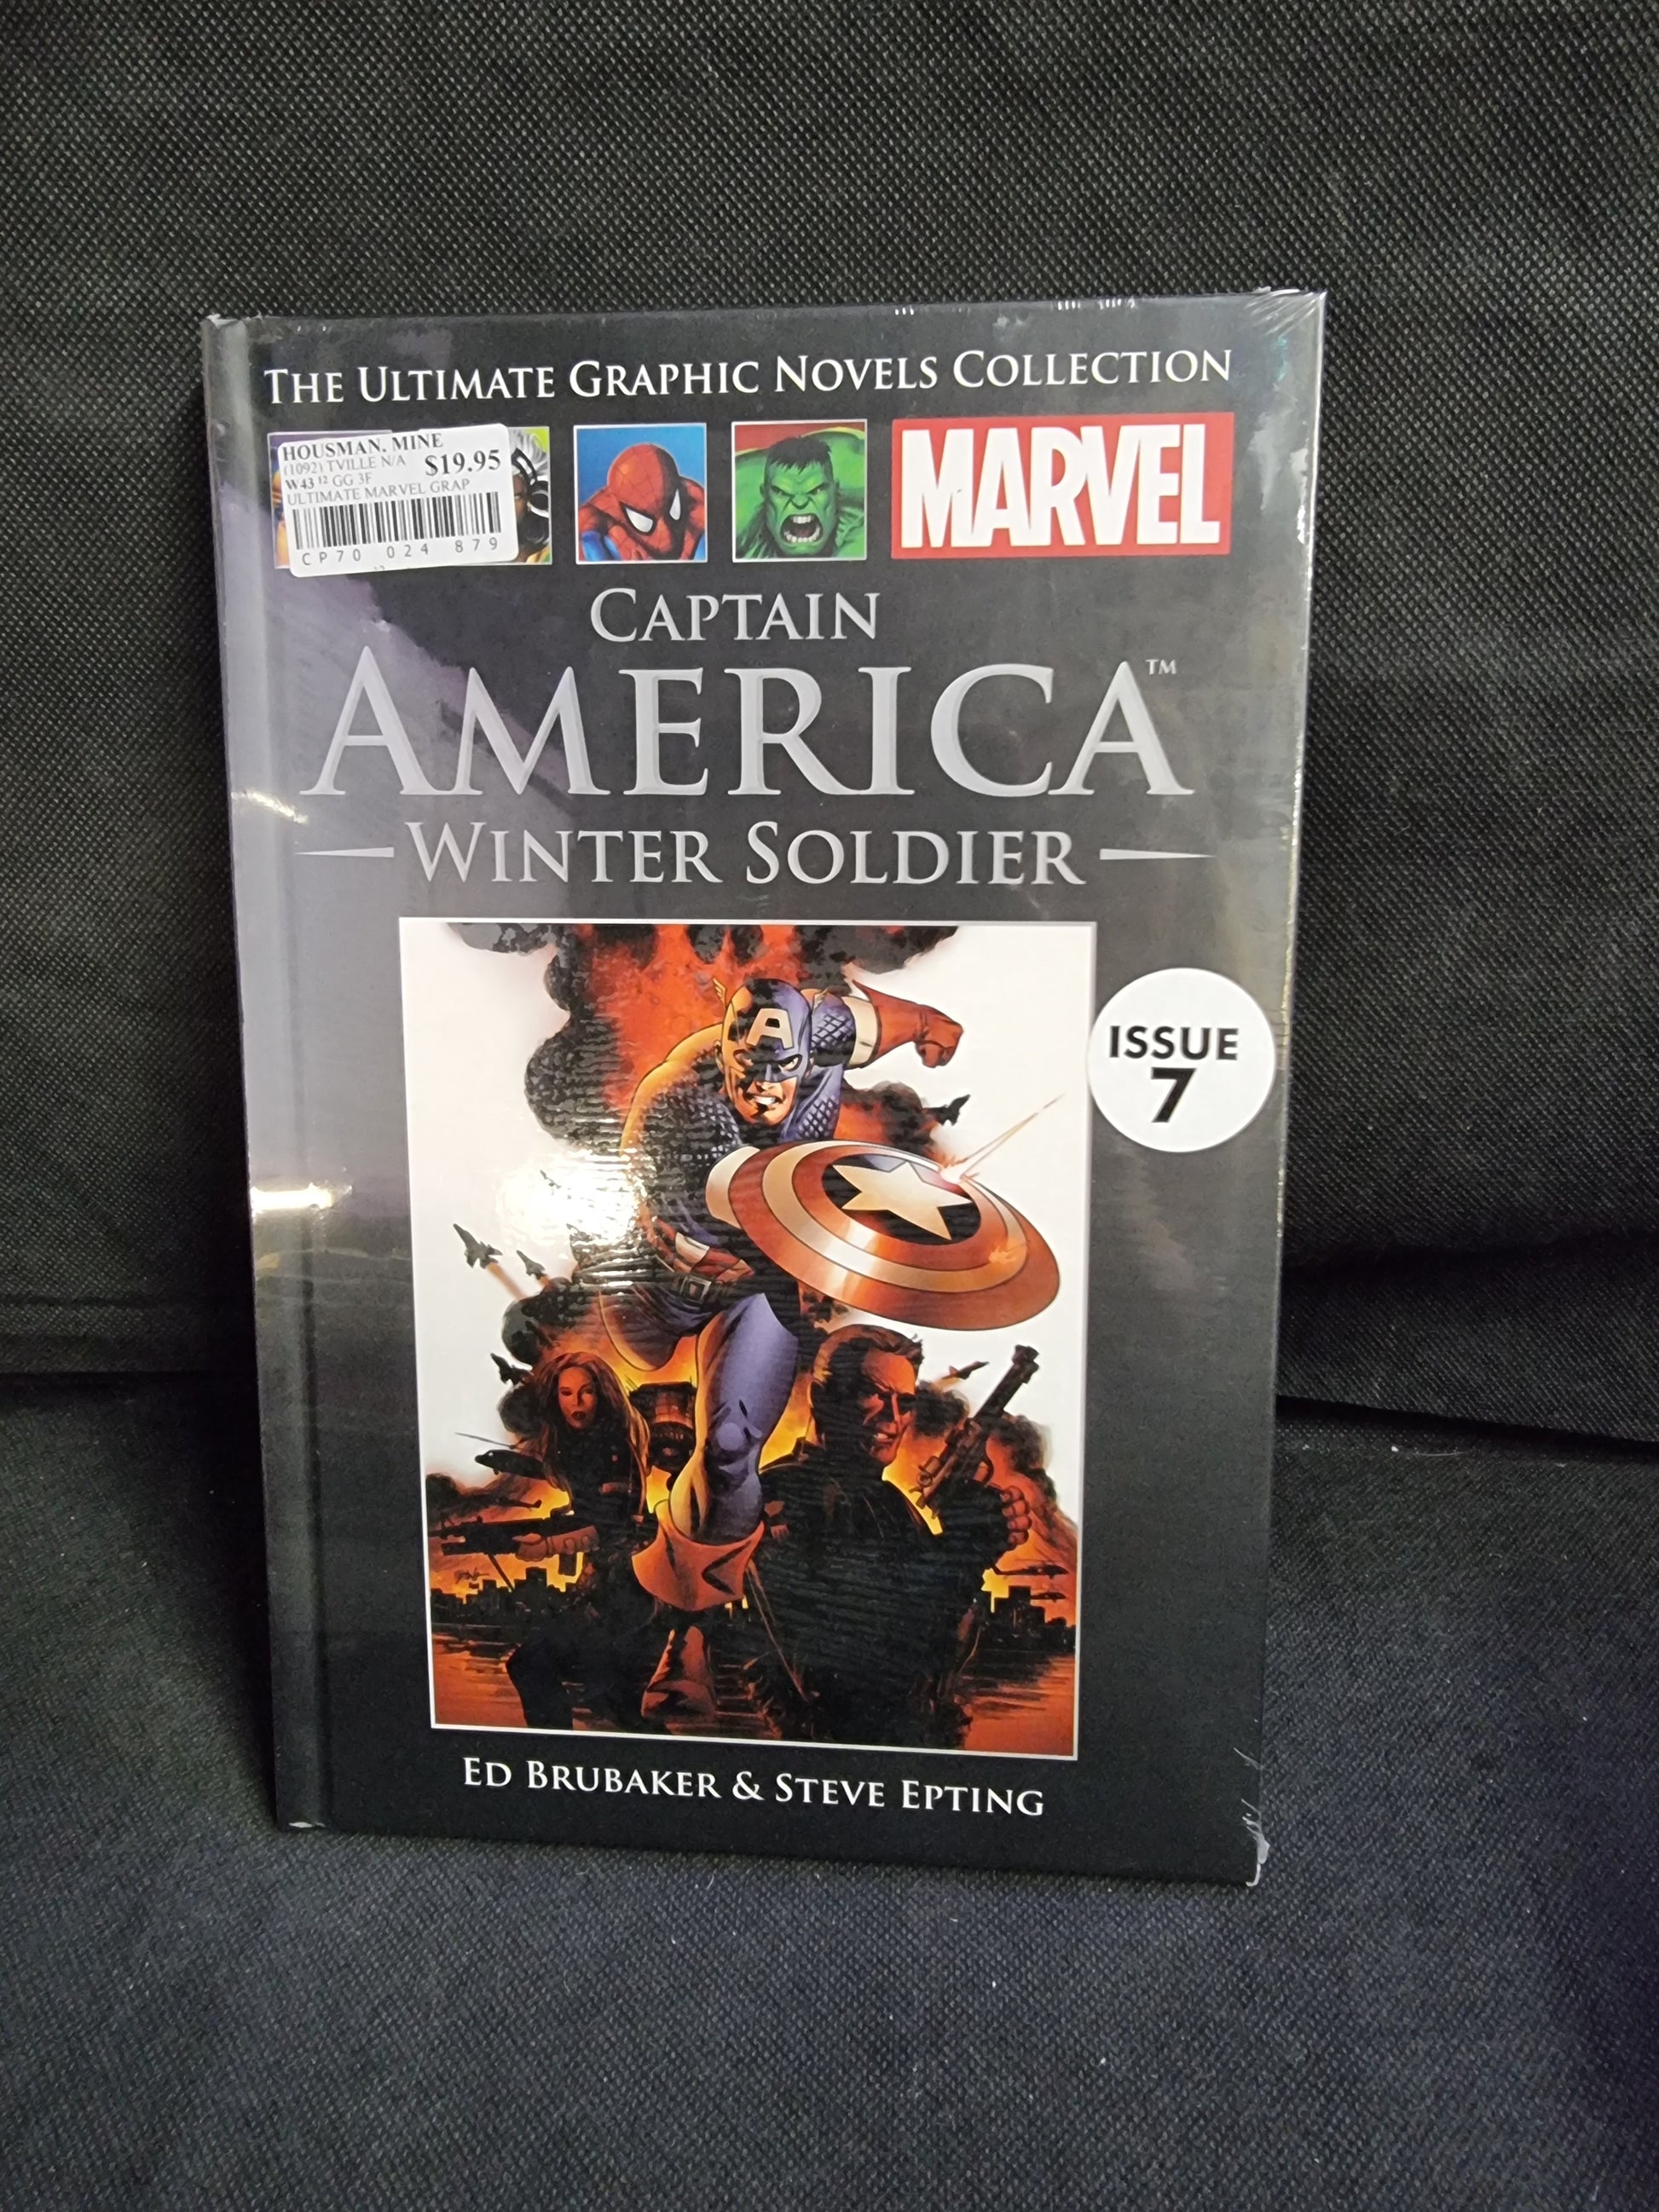 THE ULTIMATE GRAPHIC NOVELS COLLECTION
HOUSMAN. MINE
(1092) TVILLE N/A $19.95
W43 12 GG 3F
ULTIMATE MARVEL GRAP
CP70 024 879
MARVEL
CAPTAIN
AMERICA™
WINTER SOLDIER
A
ISSUE
7
ED BRUBAKER & STEVE EPTING